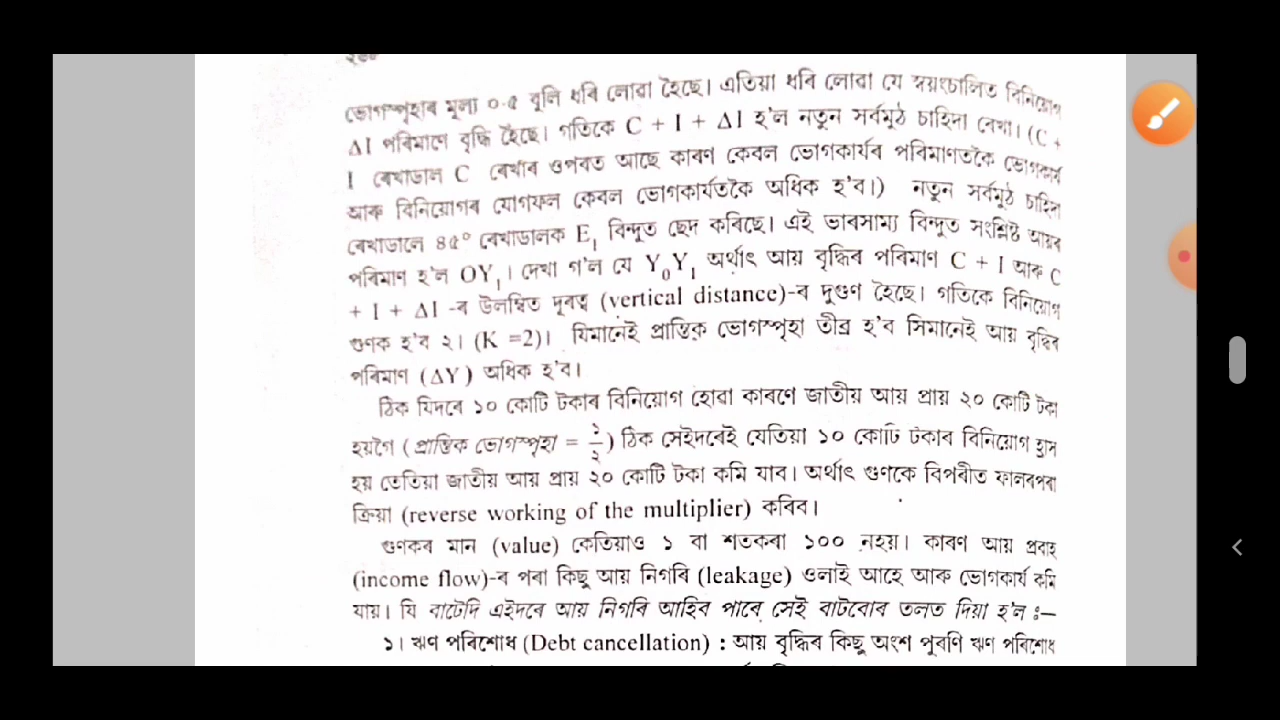 ভোগস্পৃহাৰ মূল্য ০·৫ বুলি ধৰি লোৱা হৈছে। এতিয়া ধৰি লোৱা যে স্বয়ংচালিত বিনিয়োগ
ΔI পৰিমাণে বৃদ্ধি হৈছে। গতিকে C + I + ΔI হ'ল নতুন সৰ্বমুঠ চাহিদা ৰেখা। (C +
I ৰেখাডাল C ৰেখাৰ ওপৰত আছে কাৰণ কেবল ভোগকাৰ্যৰ পৰিমাণতকৈ ভোগকাৰ্য
আৰু বিনিয়োগৰ যোগফল কেবল ভোগকাৰ্যতকৈ অধিক হ'ব।) নতুন সৰ্বমুঠ চাহিদা
ৰেখাডালে ৪৫° ৰেখাডালক E₁ বিন্দুত ছেদ কৰিছে। এই ভাৰসাম্য বিন্দুত সংশ্লিষ্ট আয়ৰ
পৰিমাণ হ'ল OY₁। দেখা গ'ল যে Y₀Y₁ অৰ্থাৎ আয় বৃদ্ধিৰ পৰিমাণ C + I আৰু C
+ I + ΔI -ৰ উলম্বিত দূৰত্ব (vertical distance)-ৰ দুগুণ হৈছে। গতিকে বিনিয়োগ
গুণক হ'ব ২। (K =2)। যিমানেই প্ৰান্তিক ভোগস্পৃহা তীব্ৰ হ'ব সিমানেই আয় বৃদ্ধিৰ
পৰিমাণ (ΔY) অধিক হ'ব।
ঠিক যিদৰে ১০ কোটি টকাৰ বিনিয়োগ হোৱা কাৰণে জাতীয় আয় প্ৰায় ২০ কোটি টকা
হয়গৈ (প্ৰান্তিক ভোগস্পৃহা = ১/২) ঠিক সেইদৰেই যেতিয়া ১০ কোটি টকাৰ বিনিয়োগ হ্ৰাস
হয় তেতিয়া জাতীয় আয় প্ৰায় ২০ কোটি টকা কমি যাব। অৰ্থাৎ গুণকে বিপৰীত ফালৰপৰা
ক্ৰিয়া (reverse working of the multiplier) কৰিব।
গুণকৰ মান (value) কেতিয়াও ১ বা শতকৰা ১০০ নহয়। কাৰণ আয় প্ৰবাহ
(income flow)-ৰ পৰা কিছু আয় নিগৰি (leakage) ওলাই আহে আৰু ভোগকাৰ্য কমি
যায়। যি বাটেদি এইদৰে আয় নিগৰি আহিব পাৰে সেই বাটবোৰ তলত দিয়া হ'ল ঃ—
১। ঋণ পৰিশোধ (Debt cancellation) : আয় বৃদ্ধিৰ কিছু অংশ পুৰণি ঋণ পৰিশোধ